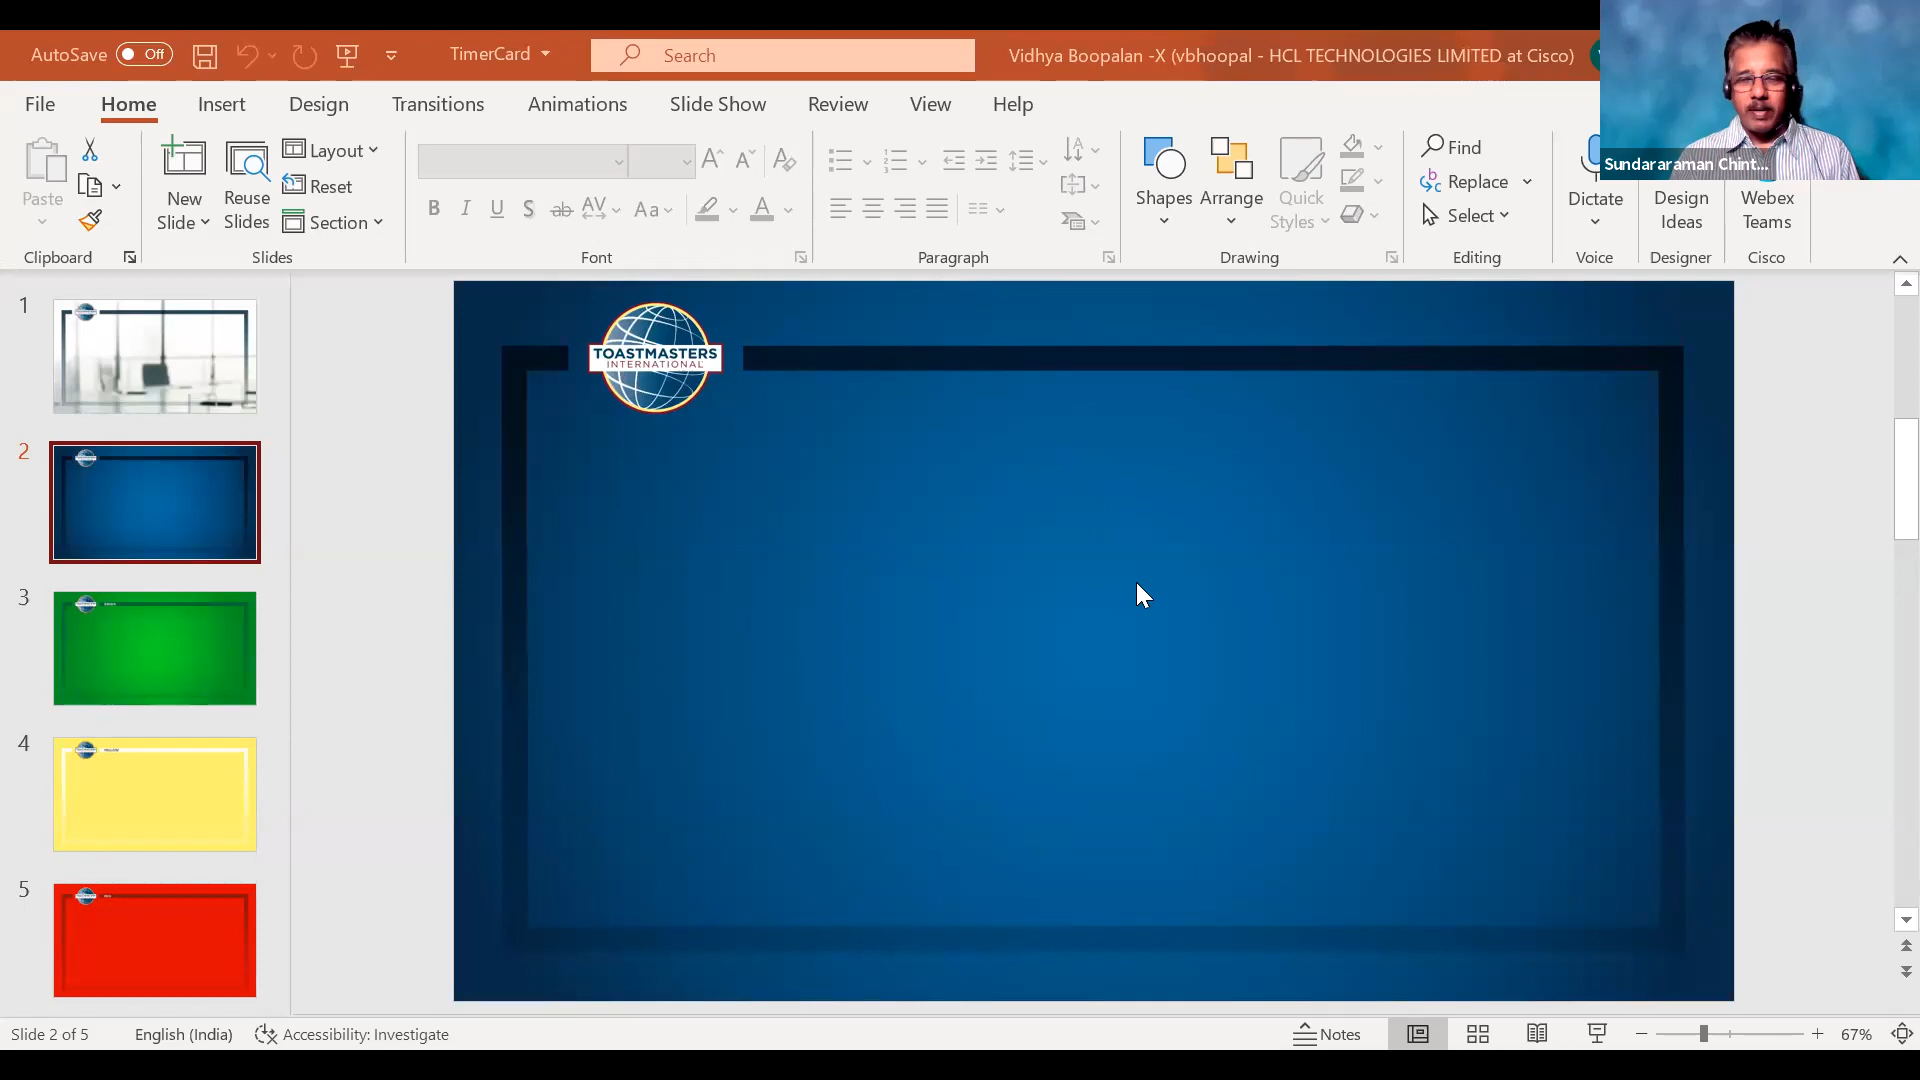 AutoSave Off
TimerCard
Search
Vidhya Boopalan -X (vbhoopal - HCL TECHNOLOGIES LIMITED at Cisco)
Sundararaman Chint...
File Home Insert Design Transitions Animations Slide Show Review View Help
Paste
New Slide
Reuse Slides
Layout
Reset
Section
B I U S ab AV Aa A
Shapes
Arrange
Quick Styles
Find
Replace
Select
Dictate
Design Ideas
Webex Teams
Clipboard Slides Font Paragraph Drawing Editing Voice Designer Cisco
1
2
3
4
5
TOASTMASTERS
INTERNATIONAL
Slide 2 of 5 English (India) Accessibility: Investigate Notes 67%